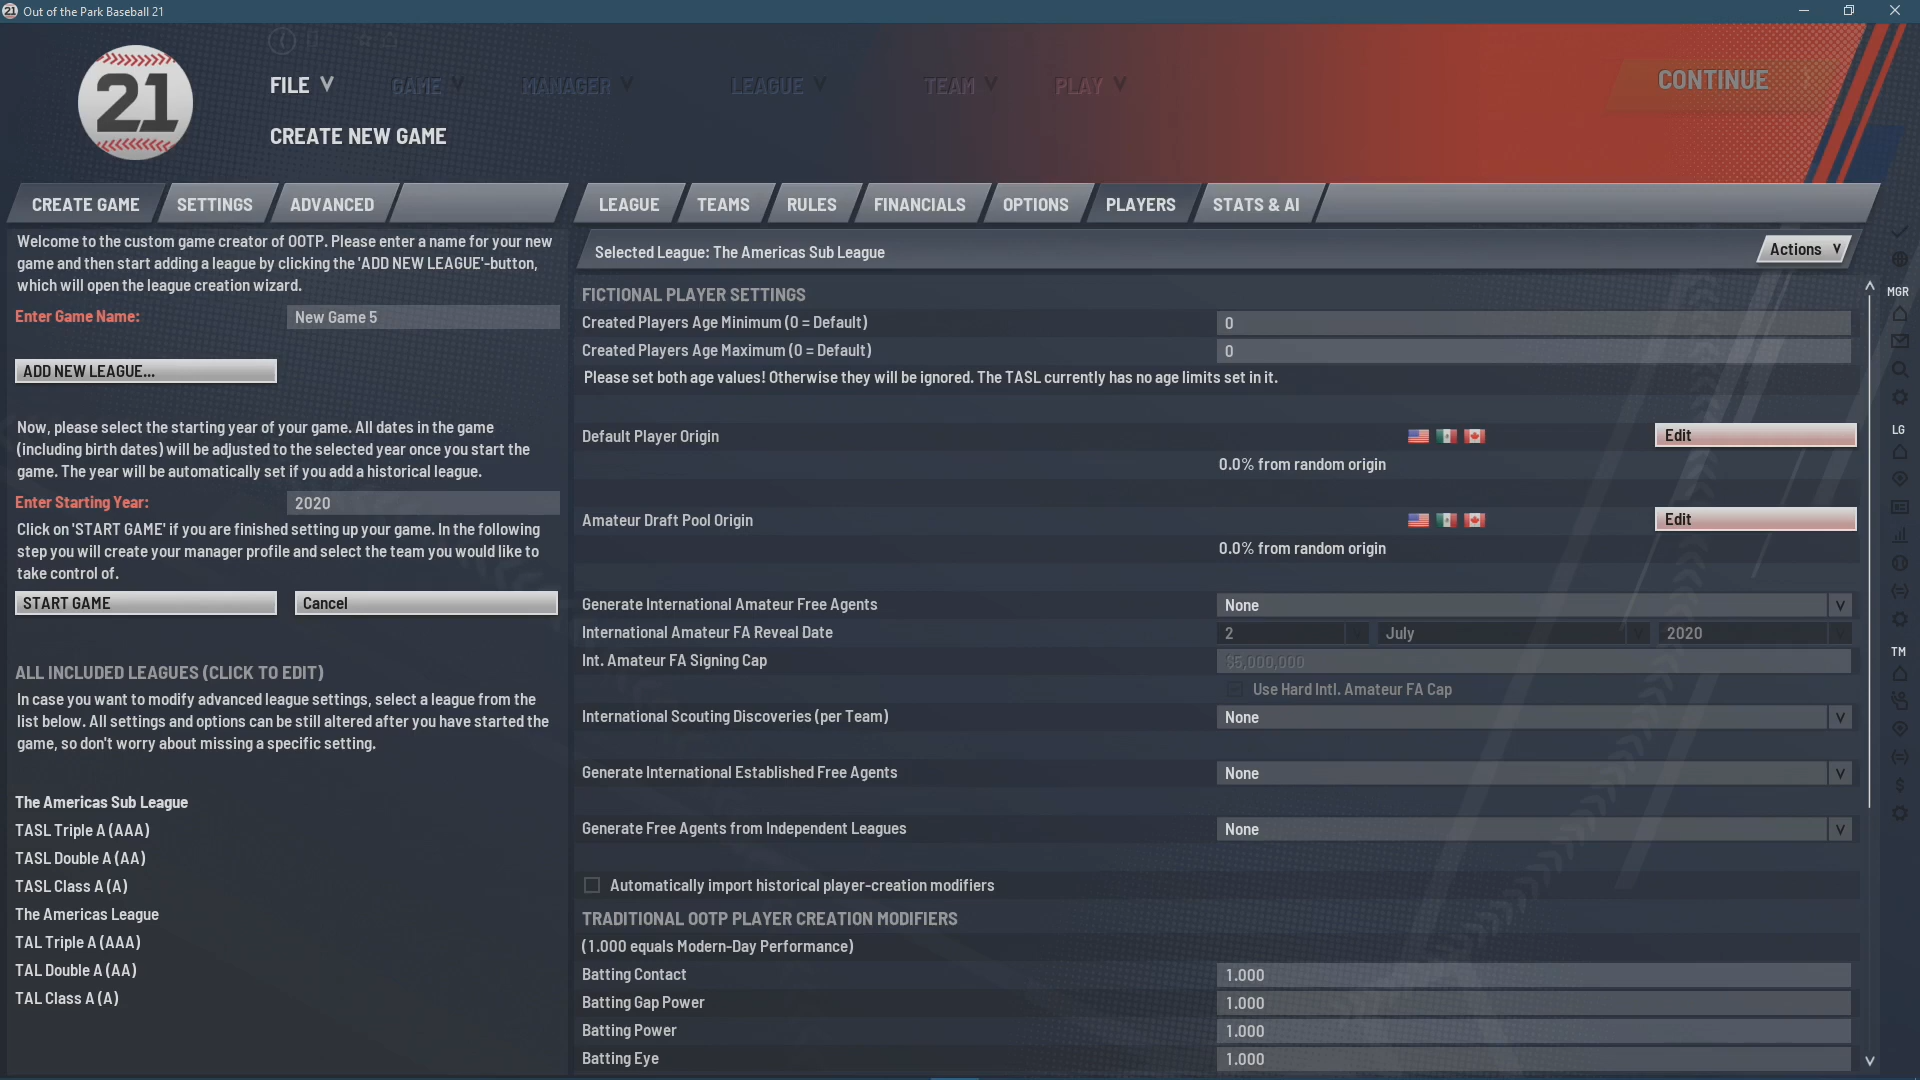 Out of the Park Baseball 21
21
FILE
GAME
MANAGER
LEAGUE
TEAM
PLAY
CONTINUE
CREATE NEW GAME
CREATE GAME
SETTINGS
ADVANCED
LEAGUE
TEAMS
RULES
FINANCIALS
OPTIONS
PLAYERS
STATS & AI
Welcome to the custom game creator of OOTP. Please enter a name for your new
game and then start adding a league by clicking the 'ADD NEW LEAGUE'-button,
which will open the league creation wizard.
Enter Game Name:
New Game 5
ADD NEW LEAGUE...
Now, please select the starting year of your game. All dates in the game
(including birth dates) will be adjusted to the selected year once you start the
game. The year will be automatically set if you add a historical league.
Enter Starting Year:
2020
Click on 'START GAME' if you are finished setting up your game. In the following
step you will create your manager profile and select the team you would like to
take control of.
START GAME
Cancel
ALL INCLUDED LEAGUES (CLICK TO EDIT)
In case you want to modify advanced league settings, select a league from the
list below. All settings and options can be still altered after you have started the
game, so don't worry about missing a specific setting.
The Americas Sub League
TASL Triple A (AAA)
TASL Double A (AA)
TASL Class A (A)
The Americas League
TAL Triple A (AAA)
TAL Double A (AA)
TAL Class A (A)
Selected League: The Americas Sub League
Actions
FICTIONAL PLAYER SETTINGS
Created Players Age Minimum (0 = Default)
0
Created Players Age Maximum (0 = Default)
0
Please set both age values! Otherwise they will be ignored. The TASL currently has no age limits set in it.
Default Player Origin
Edit
0.0% from random origin
Amateur Draft Pool Origin
Edit
0.0% from random origin
Generate International Amateur Free Agents
None
International Amateur FA Reveal Date
2
July
2020
Int. Amateur FA Signing Cap
$5,000,000
Use Hard Intl. Amateur FA Cap
International Scouting Discoveries (per Team)
None
Generate International Established Free Agents
None
Generate Free Agents from Independent Leagues
None
Automatically import historical player-creation modifiers
TRADITIONAL OOTP PLAYER CREATION MODIFIERS
(1.000 equals Modern-Day Performance)
Batting Contact
1.000
Batting Gap Power
1.000
Batting Power
1.000
Batting Eye
1.000
MGR
LG
TM